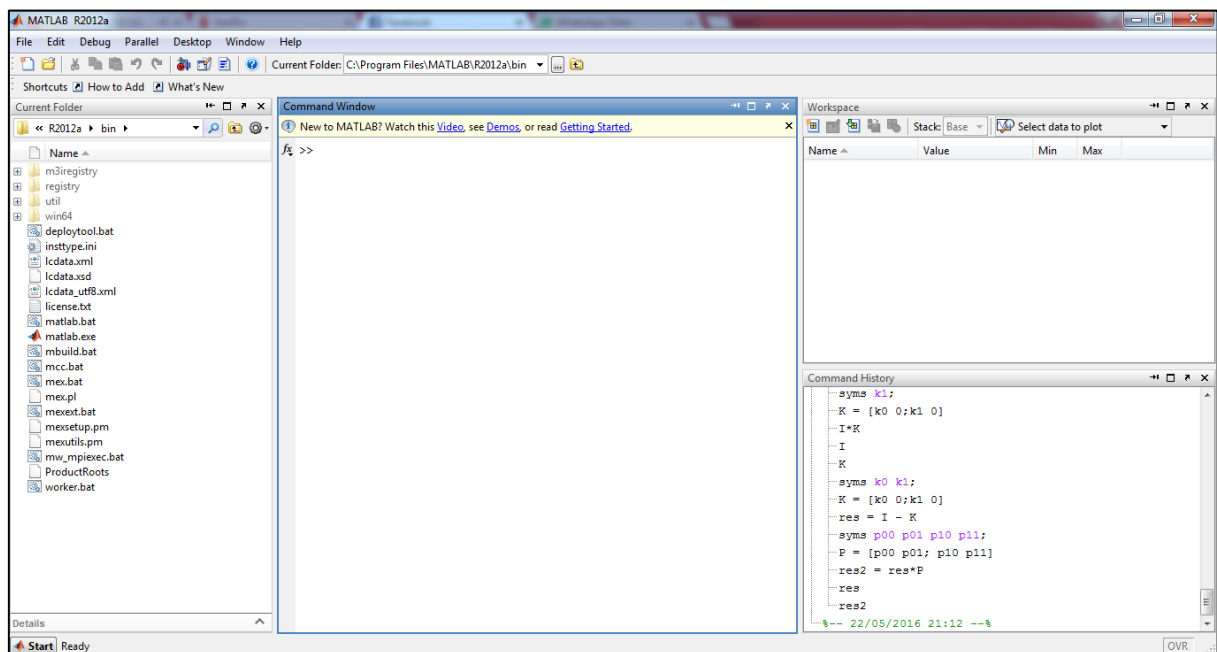 MATLAB R2012a
Facebook
WhatsApp Web
File Edit Debug Parallel Desktop Window Help
Current Folder: C:\Program Files\MATLAB\R2012a\bin
Shortcuts How to Add What's New
Current Folder
« R2012a ▸ bin ▸
Name
m3iregistry
registry
util
win64
deploytool.bat
insttype.ini
lcdata.xml
lcdata.xsd
lcdata_utf8.xml
license.txt
matlab.bat
matlab.exe
mbuild.bat
mcc.bat
mex.bat
mex.pl
mexext.bat
mexsetup.pm
mexutils.pm
mw_mpiexec.bat
ProductRoots
worker.bat
Details
Command Window
New to MATLAB? Watch this Video, see Demos, or read Getting Started.
fx >>
Workspace
Stack: Base Select data to plot
Name Value Min Max
Command History
syms k1;
K = [k0 0;k1 0]
I*K
I
K
syms k0 k1;
K = [k0 0;k1 0]
res = I - K
syms p00 p01 p10 p11;
P = [p00 p01; p10 p11]
res2 = res*P
res
res2
%-- 22/05/2016 21:12 --%
Start Ready
OVR